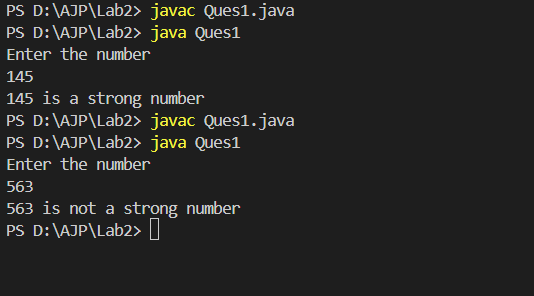 PS D:\AJP\Lab2> javac Ques1.java
PS D:\AJP\Lab2> java Ques1
Enter the number
145
145 is a strong number
PS D:\AJP\Lab2> javac Ques1.java
PS D:\AJP\Lab2> java Ques1
Enter the number
563
563 is not a strong number
PS D:\AJP\Lab2>